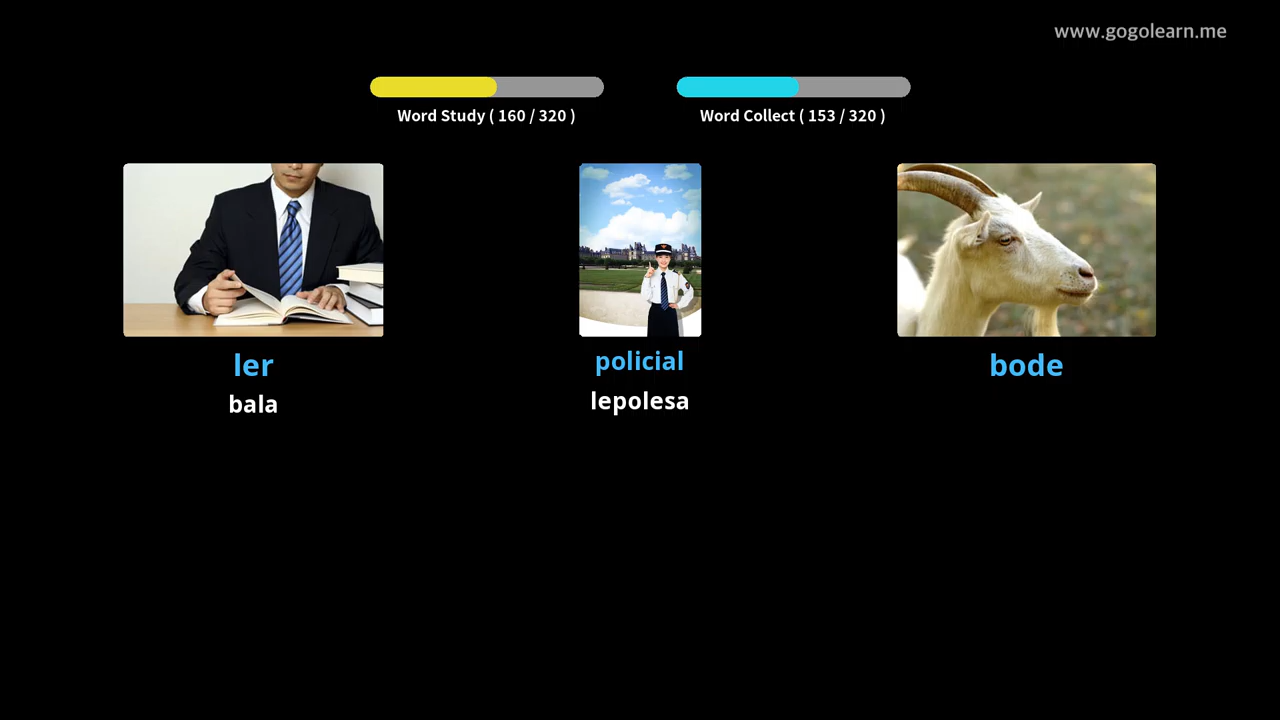 www.gogolearn.me
Word Study ( 160 / 320 )
Word Collect ( 153 / 320 )
ler
bala
policial
lepolesa
bode